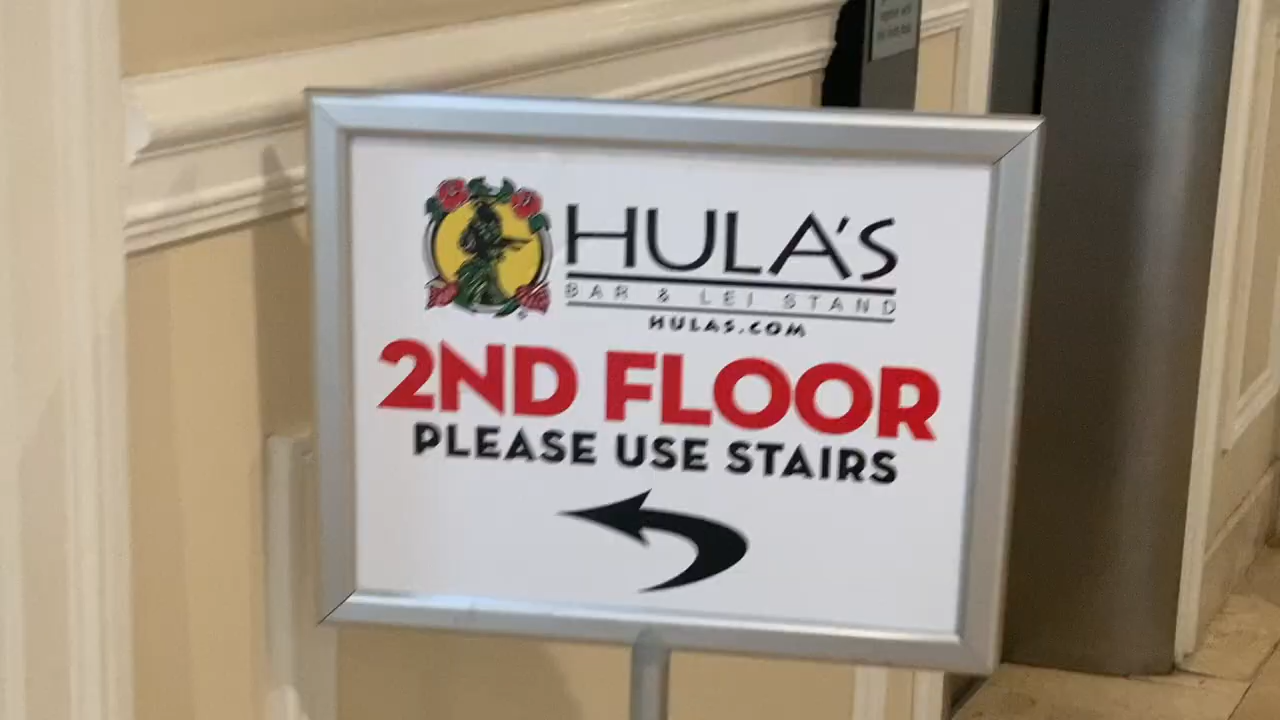 HULA'S
BAR & LEI STAND
HULAS.COM
2ND FLOOR
PLEASE USE STAIRS